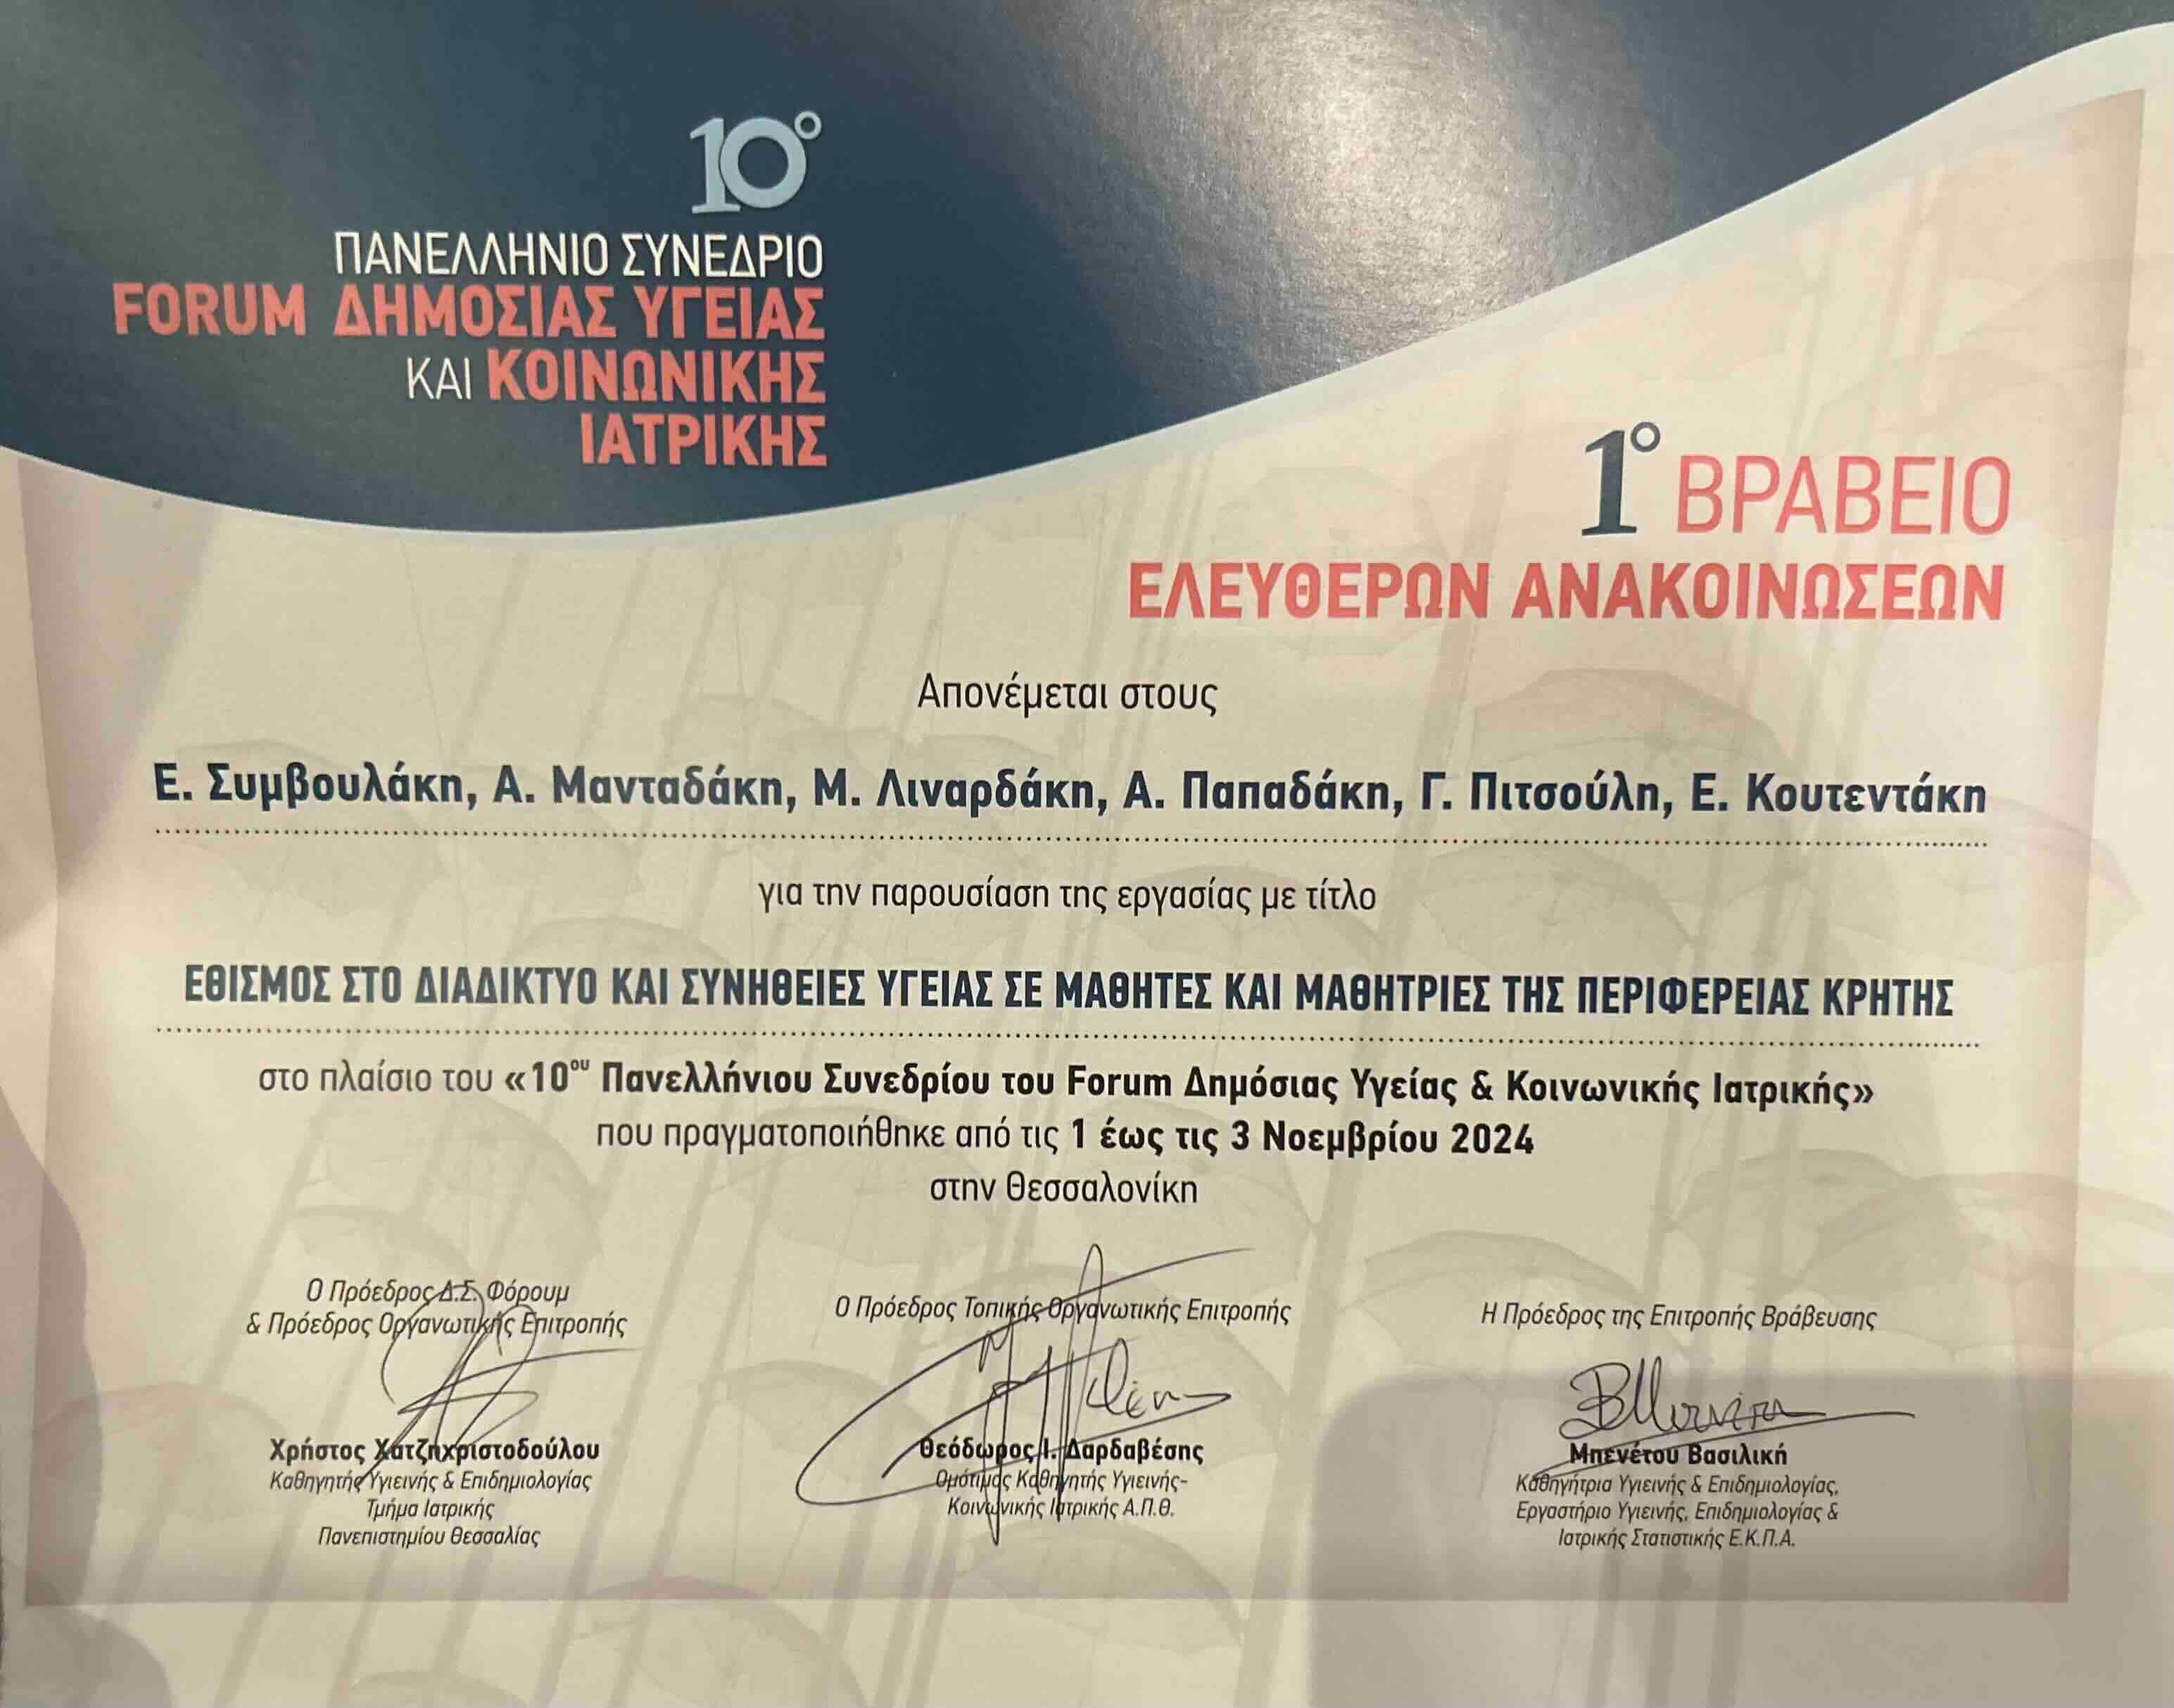 10°
ΠΑΝΕΛΛΗΝΙΟ ΣΥΝΕΔΡΙΟ
FORUM ΔΗΜΟΣΙΑΣ ΥΓΕΙΑΣ
ΚΑΙ ΚΟΙΝΩΝΙΚΗΣ
ΙΑΤΡΙΚΗΣ
1° ΒΡΑΒΕΙΟ
ΕΛΕΥΘΕΡΩΝ ΑΝΑΚΟΙΝΩΣΕΩΝ
Απονέμεται στους
Ε. Συμβουλάκη, Α. Μανταδάκη, Μ. Λιναρδάκη, Α. Παπαδάκη, Γ. Πιτσούλη, Ε. Κουτεντάκη
για την παρουσίαση της εργασίας με τίτλο
ΕΘΙΣΜΟΣ ΣΤΟ ΔΙΑΔΙΚΤΥΟ ΚΑΙ ΣΥΝΗΘΕΙΕΣ ΥΓΕΙΑΣ ΣΕ ΜΑΘΗΤΕΣ ΚΑΙ ΜΑΘΗΤΡΙΕΣ ΤΗΣ ΠΕΡΙΦΕΡΕΙΑΣ ΚΡΗΤΗΣ
στο πλαίσιο του «10ου Πανελλήνιου Συνεδρίου του Forum Δημόσιας Υγείας & Κοινωνικής Ιατρικής»
που πραγματοποιήθηκε από τις 1 έως τις 3 Νοεμβρίου 2024
στην Θεσσαλονίκη
Ο Πρόεδρος Δ.Σ. Φόρουμ
& Πρόεδρος Οργανωτικής Επιτροπής
Χρήστος Χατζηχριστοδούλου
Καθηγητής Υγιεινής & Επιδημιολογίας
Τμήμα Ιατρικής
Πανεπιστημίου Θεσσαλίας
Ο Πρόεδρος Τοπικής Οργανωτικής Επιτροπής
Θεόδωρος Ι. Δαρδαβέσης
Ομότιμος Καθηγητής Υγιεινής-
Κοινωνικής Ιατρικής Α.Π.Θ.
Η Πρόεδρος της Επιτροπής Βράβευσης
Μπενέτου Βασιλική
Καθηγήτρια Υγιεινής & Επιδημιολογίας,
Εργαστήριο Υγιεινής, Επιδημιολογίας &
Ιατρικής Στατιστικής Ε.Κ.Π.Α.